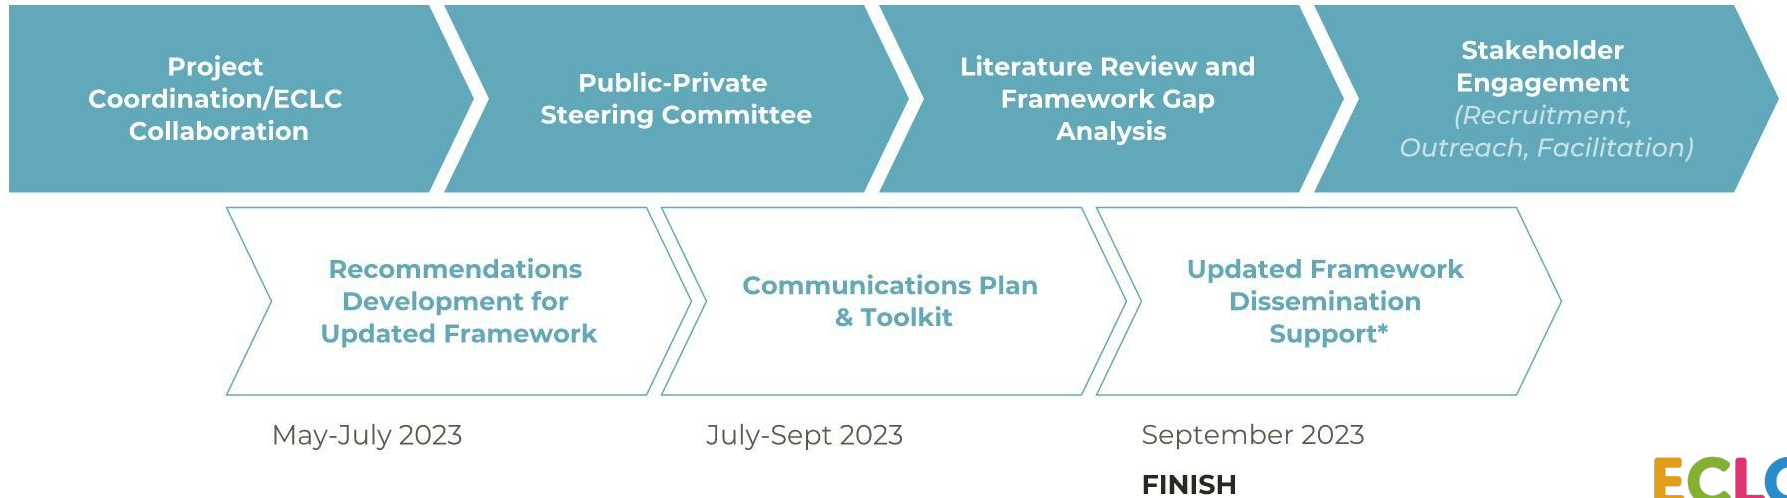 Project
Coordination/ECLC
Collaboration
Public-Private
Steering Committee
Literature Review and
Framework Gap
Analysis
Stakeholder
Engagement
(Recruitment,
Outreach, Facilitation)
Recommendations
Development for
Updated Framework
Communications Plan
& Toolkit
Updated Framework
Dissemination
Support*
May-July 2023
July-Sept 2023
September 2023
FINISH
ECLC